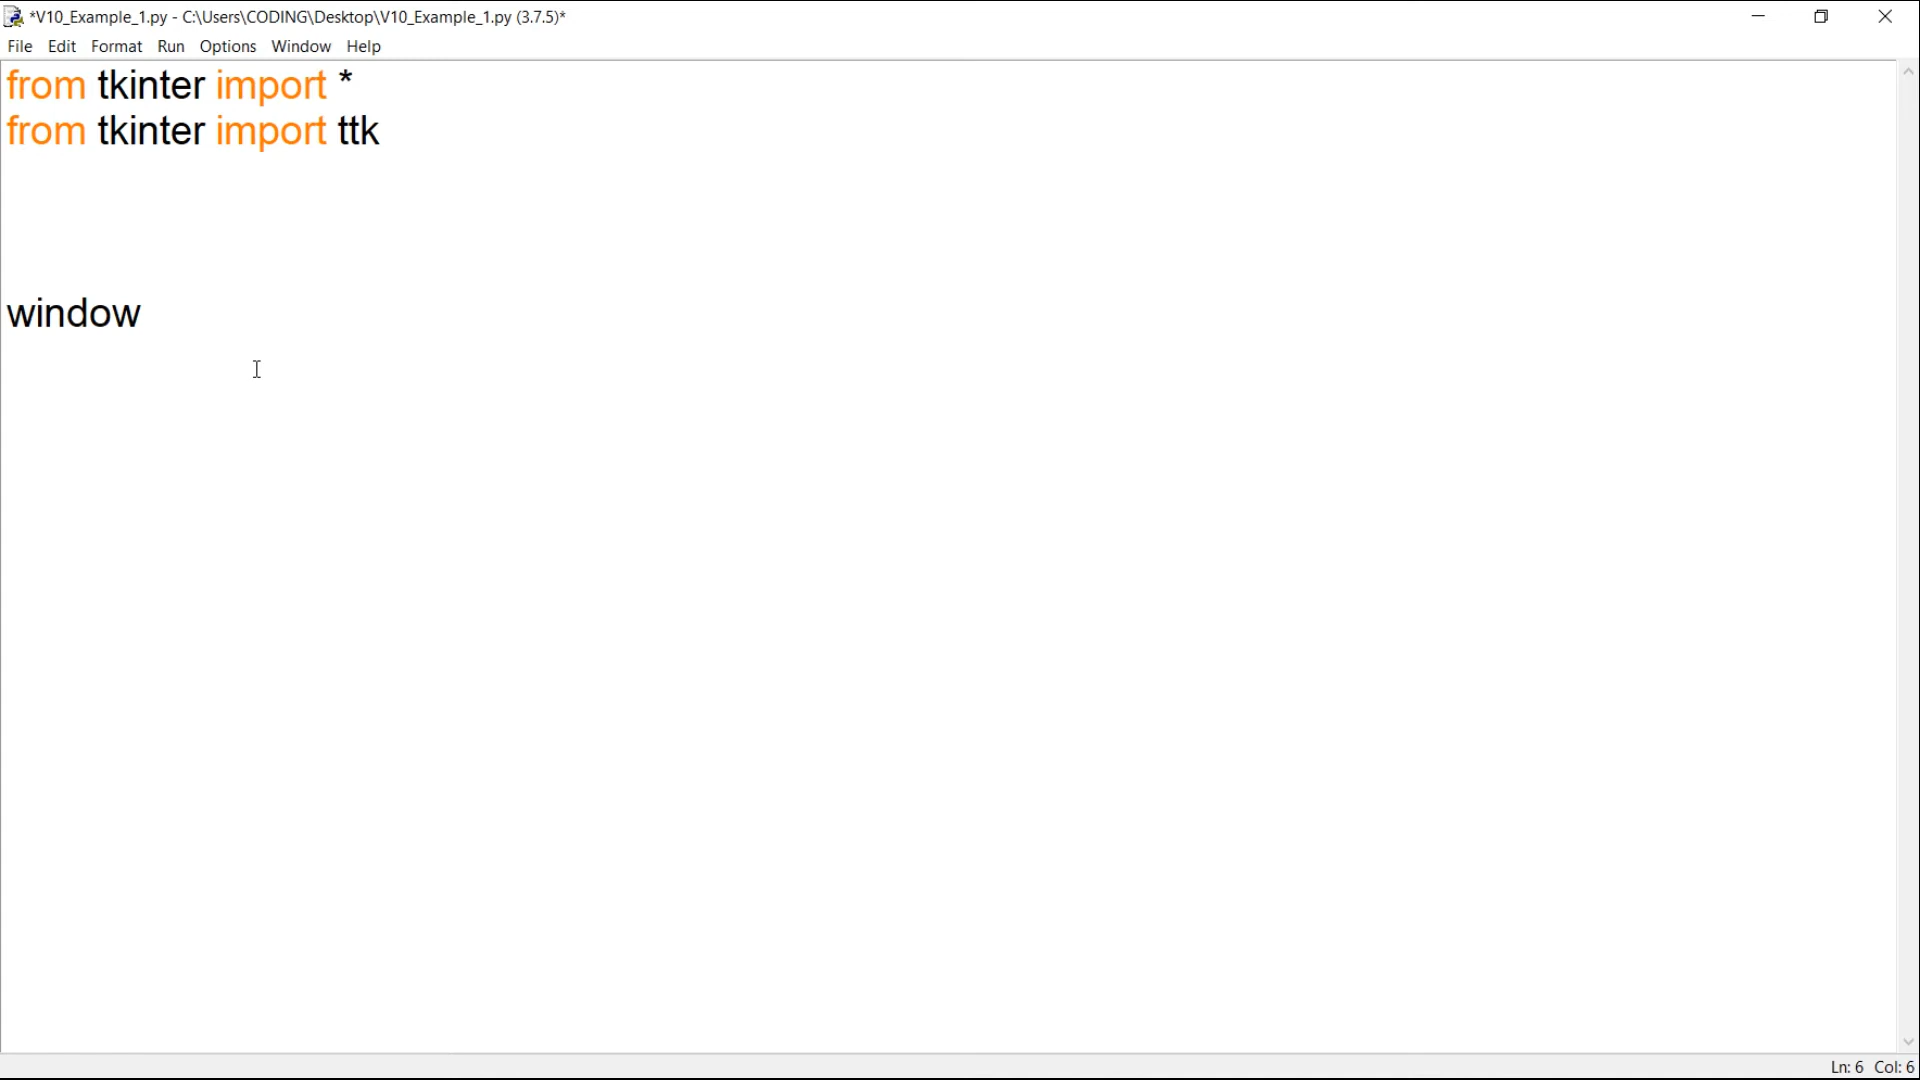 *V10_Example_1.py - C:\Users\CODING\Desktop\V10_Example_1.py (3.7.5)*
File Edit Format Run Options Window Help
from tkinter import *
from tkinter import ttk
window
Ln: 6 Col: 6